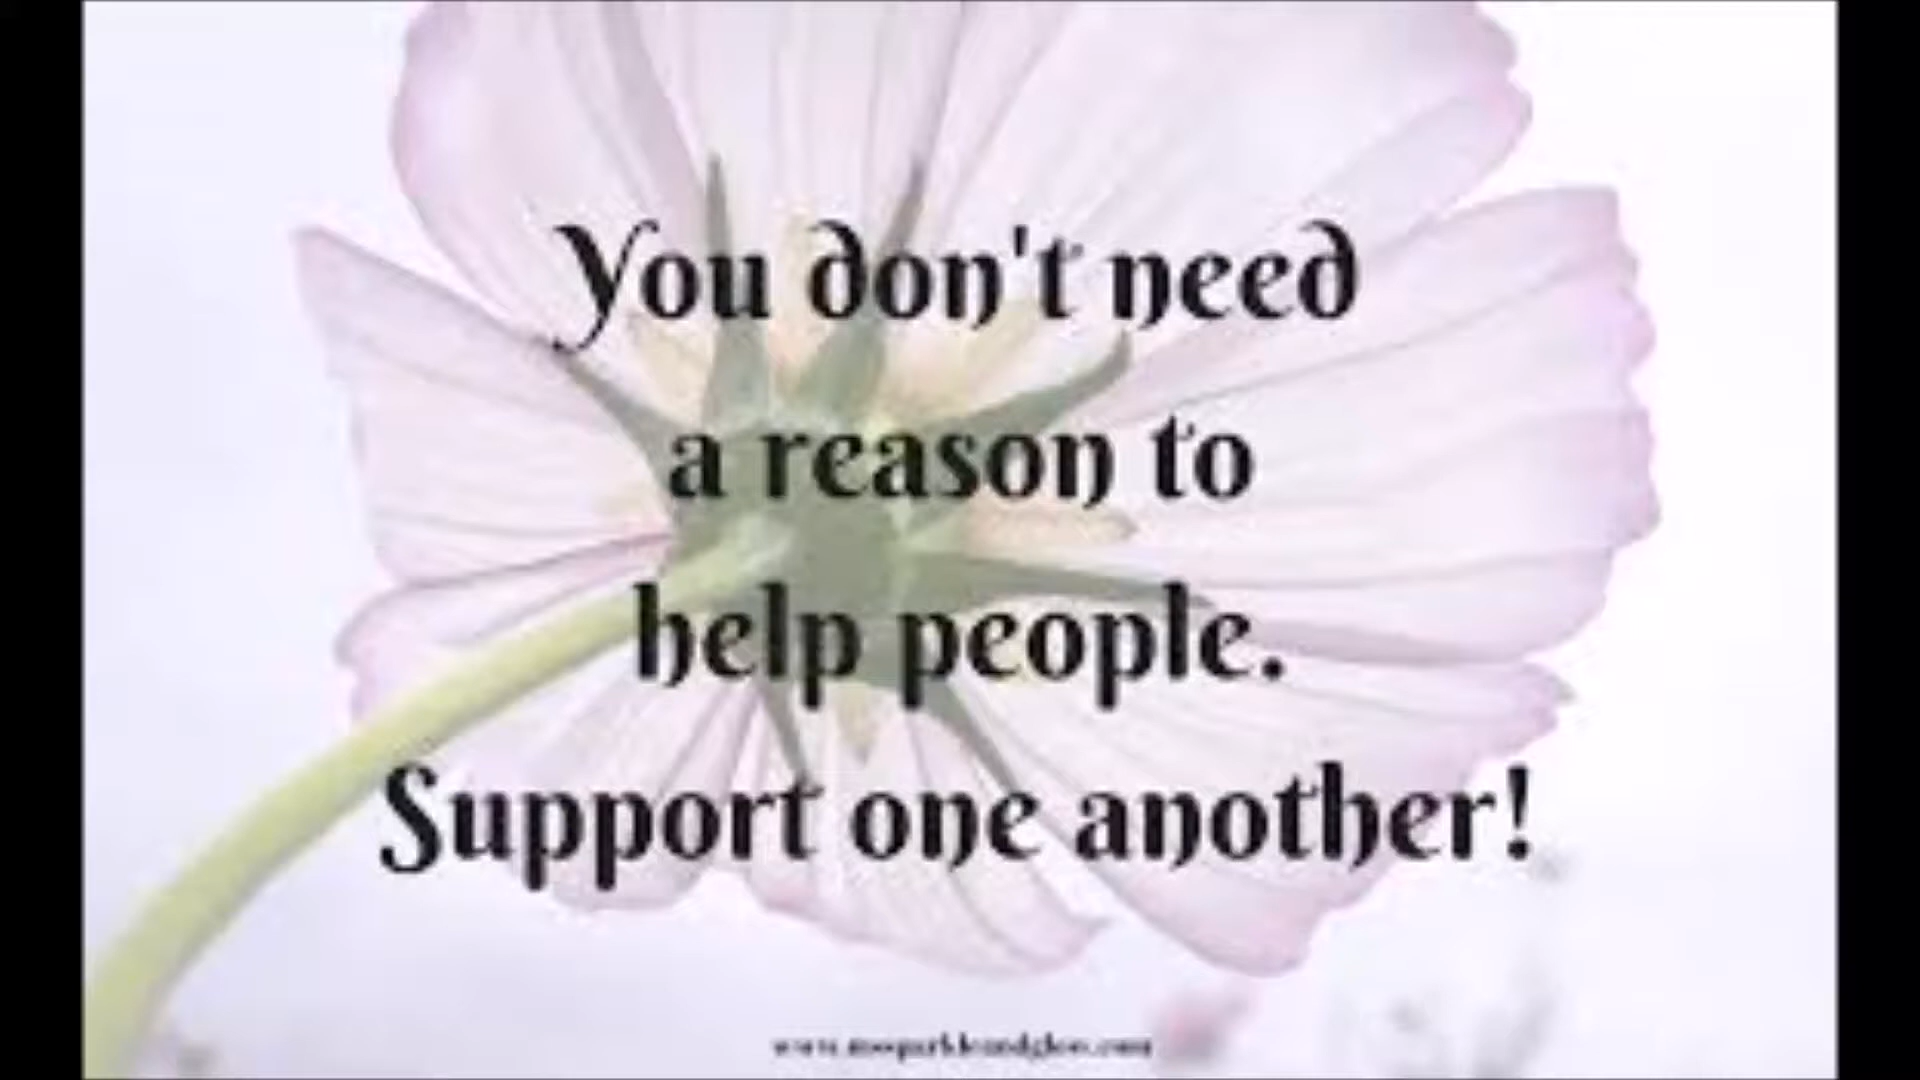 You don't need
a reason to
help people.
Support one another!